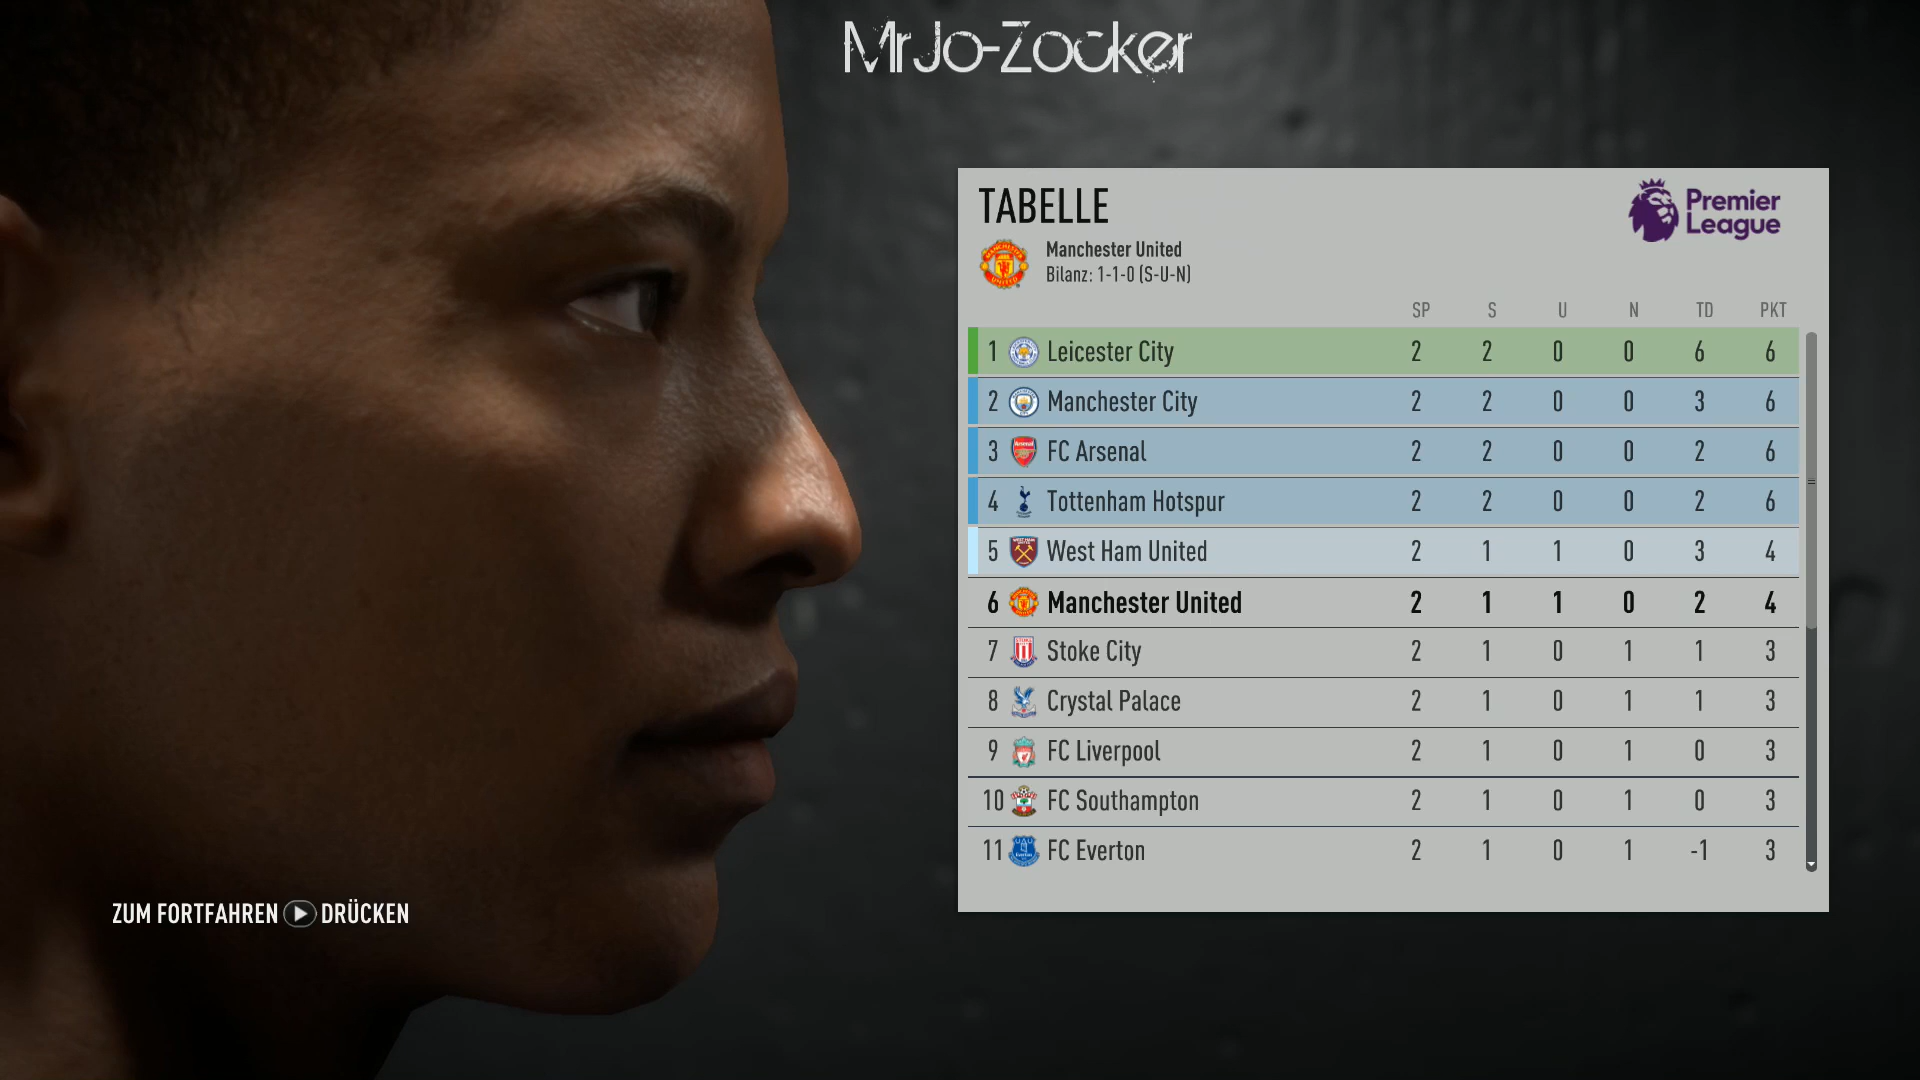 MrJo-Zocker
TABELLE
Premier
League
Manchester United
Bilanz: 1-1-0 (S-U-N)
SP S U N TD PKT
1 Leicester City 2 2 0 0 6 6
2 Manchester City 2 2 0 0 3 6
3 FC Arsenal 2 2 0 0 2 6
4 Tottenham Hotspur 2 2 0 0 2 6
5 West Ham United 2 1 1 0 3 4
6 Manchester United 2 1 1 0 2 4
7 Stoke City 2 1 0 1 1 3
8 Crystal Palace 2 1 0 1 1 3
9 FC Liverpool 2 1 0 1 0 3
10 FC Southampton 2 1 0 1 0 3
11 FC Everton 2 1 0 1 -1 3
ZUM FORTFAHREN DRÜCKEN